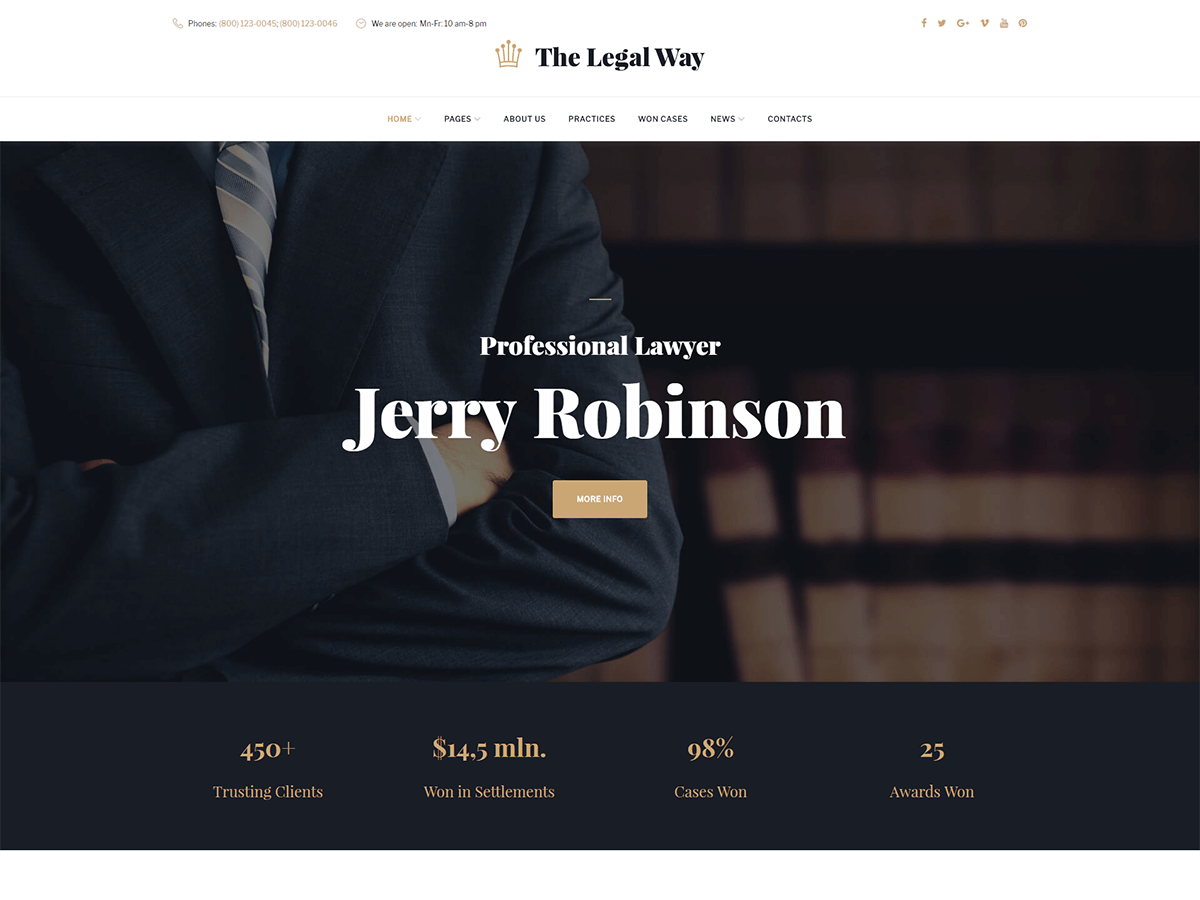 Phones: (800) 123-0045; (800) 123-0046 We are open: Mn-Fr: 10 am-8 pm
The Legal Way
HOME PAGES ABOUT US PRACTICES WON CASES NEWS CONTACTS
Professional Lawyer
Jerry Robinson
MORE INFO
450+ $14,5 mln. 98% 25
Trusting Clients Won in Settlements Cases Won Awards Won